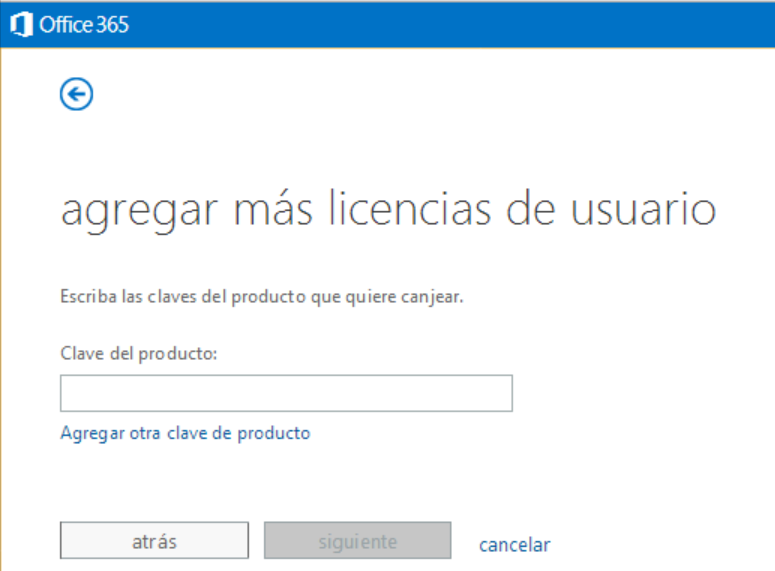 Office 365
agregar más licencias de usuario
Escriba las claves del producto que quiere canjear.
Clave del producto:
Agregar otra clave de producto
atrás
siguiente
cancelar